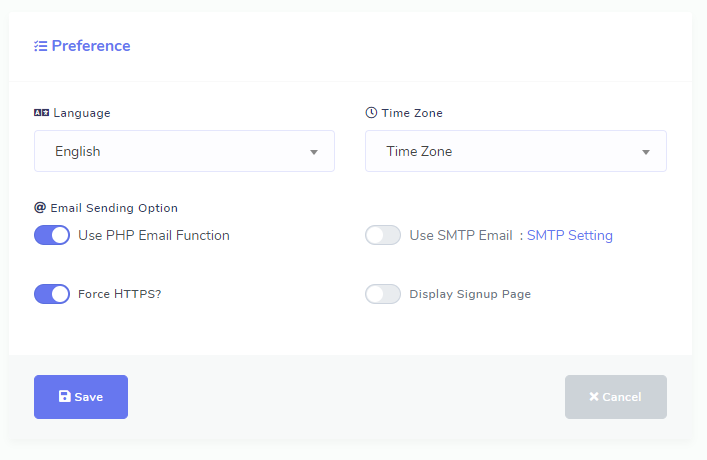 Preference
Language
Time Zone
English
Time Zone
@ Email Sending Option
Use PHP Email Function
Use SMTP Email : SMTP Setting
Force HTTPS?
Display Signup Page
Save
Cancel